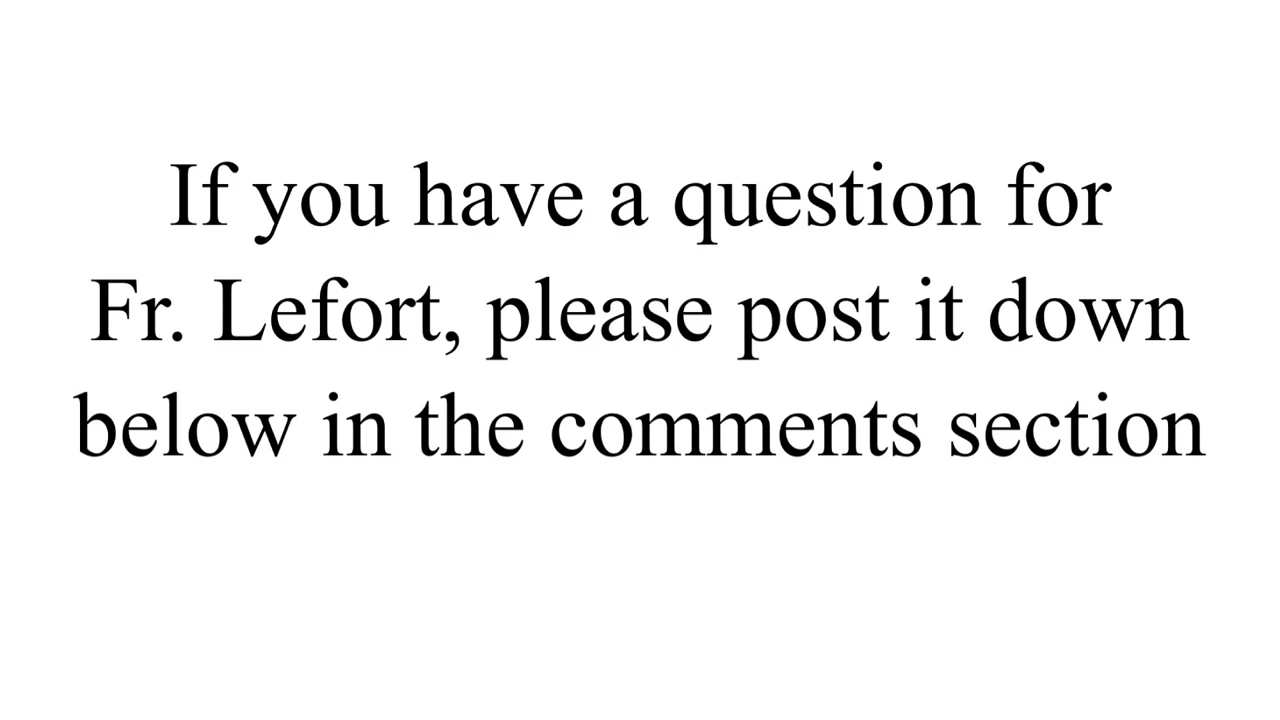 If you have a question for
Fr. Lefort, please post it down
below in the comments section